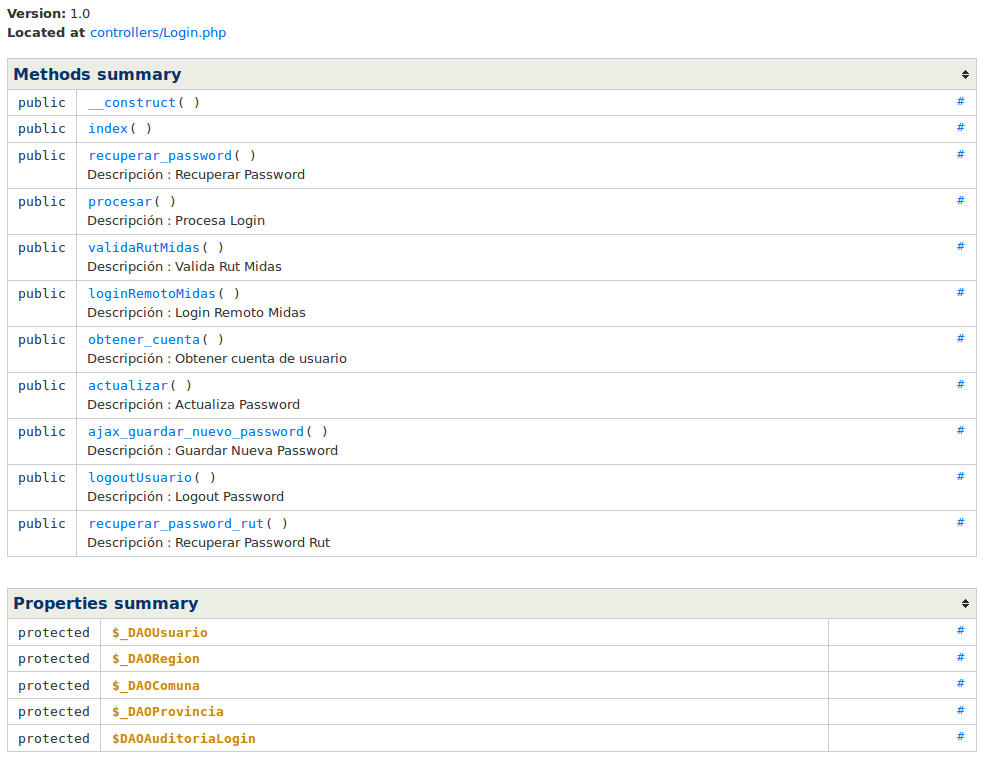 Version: 1.0
Located at controllers/Login.php
Methods summary
public __construct( ) #
public index( ) #
public recuperar_password( ) #
Descripción : Recuperar Password
public procesar( ) #
Descripción : Procesa Login
public validaRutMidas( ) #
Descripción : Valida Rut Midas
public loginRemotoMidas( ) #
Descripción : Login Remoto Midas
public obtener_cuenta( ) #
Descripción : Obtener cuenta de usuario
public actualizar( ) #
Descripción : Actualiza Password
public ajax_guardar_nuevo_password( ) #
Descripción : Guardar Nueva Password
public logoutUsuario( ) #
Descripción : Logout Password
public recuperar_password_rut( ) #
Descripción : Recuperar Password Rut
Properties summary
protected $_DAOUsuario #
protected $_DAORegion #
protected $_DAOComuna #
protected $_DAOProvincia #
protected $DAOAuditoriaLogin #